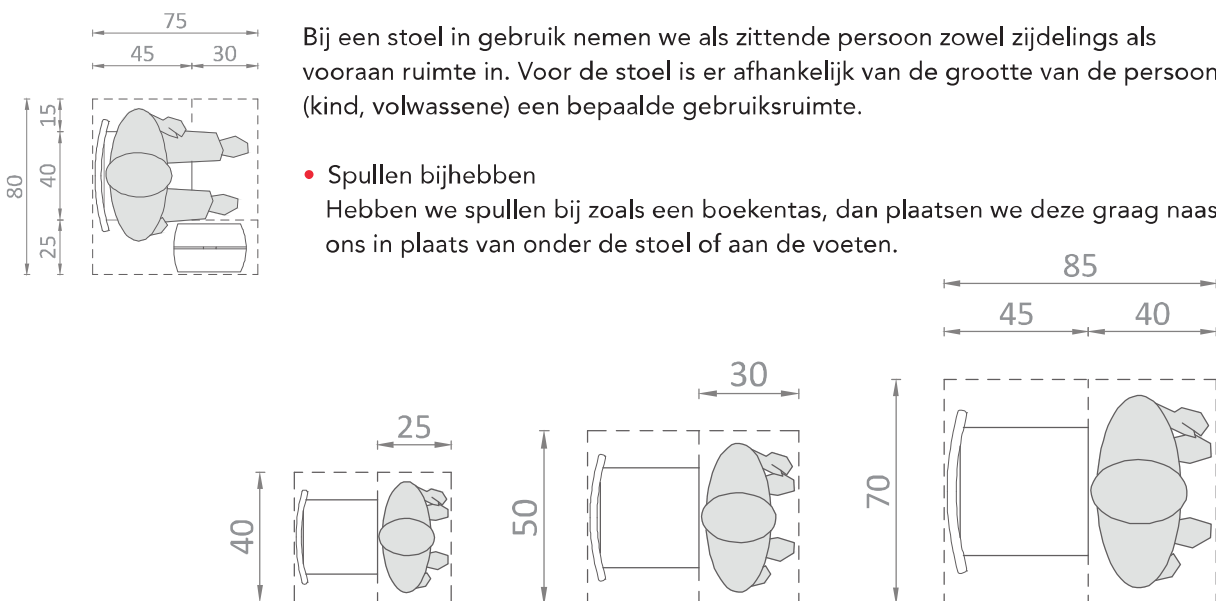 75
45 30
15
40
80
25
Bij een stoel in gebruik nemen we als zittende persoon zowel zijdelings als
vooraan ruimte in. Voor de stoel is er afhankelijk van de grootte van de persoon
(kind, volwassene) een bepaalde gebruiksruimte.
• Spullen bijhebben
Hebben we spullen bij zoals een boekentas, dan plaatsen we deze graag naas
ons in plaats van onder de stoel of aan de voeten.
25
40
30
50
85
45 40
70